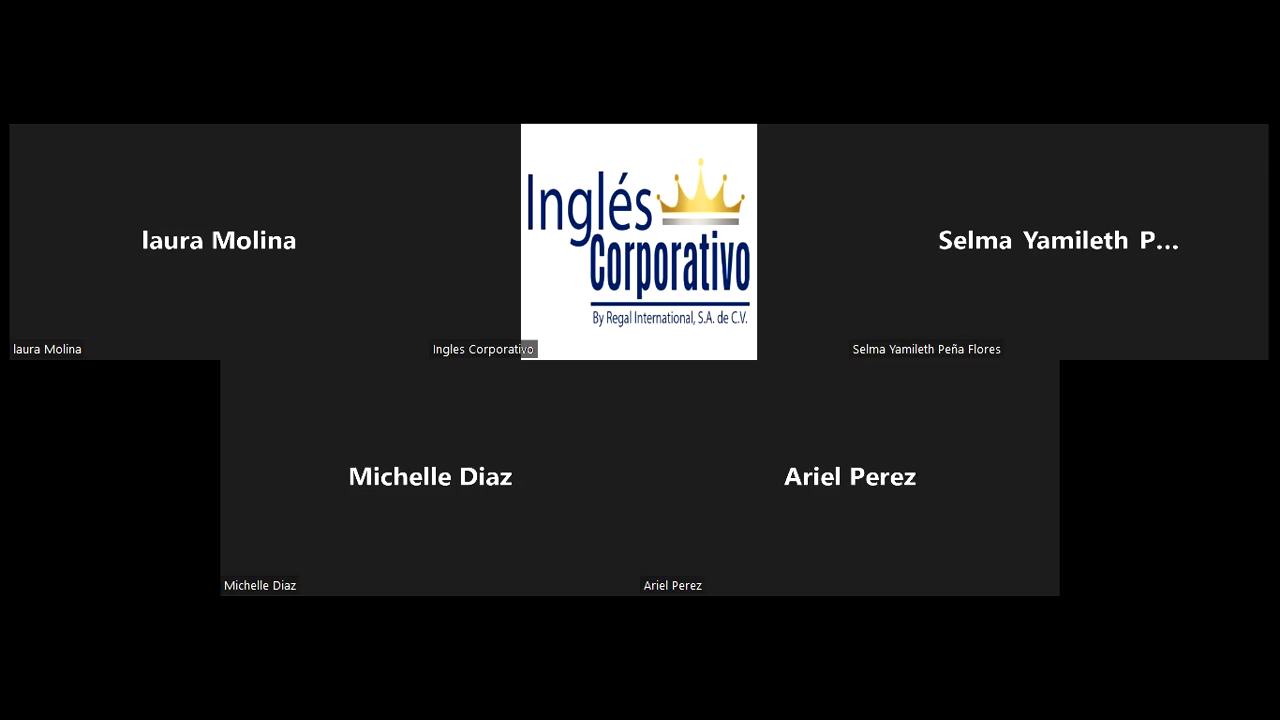 laura Molina
Inglés
Corporativo
By Regal International, S.A. de C.V.
Selma Yamileth P...
laura Molina
Ingles Corporativo
Selma Yamileth Peña Flores
Michelle Diaz
Ariel Perez
Michelle Diaz
Ariel Perez